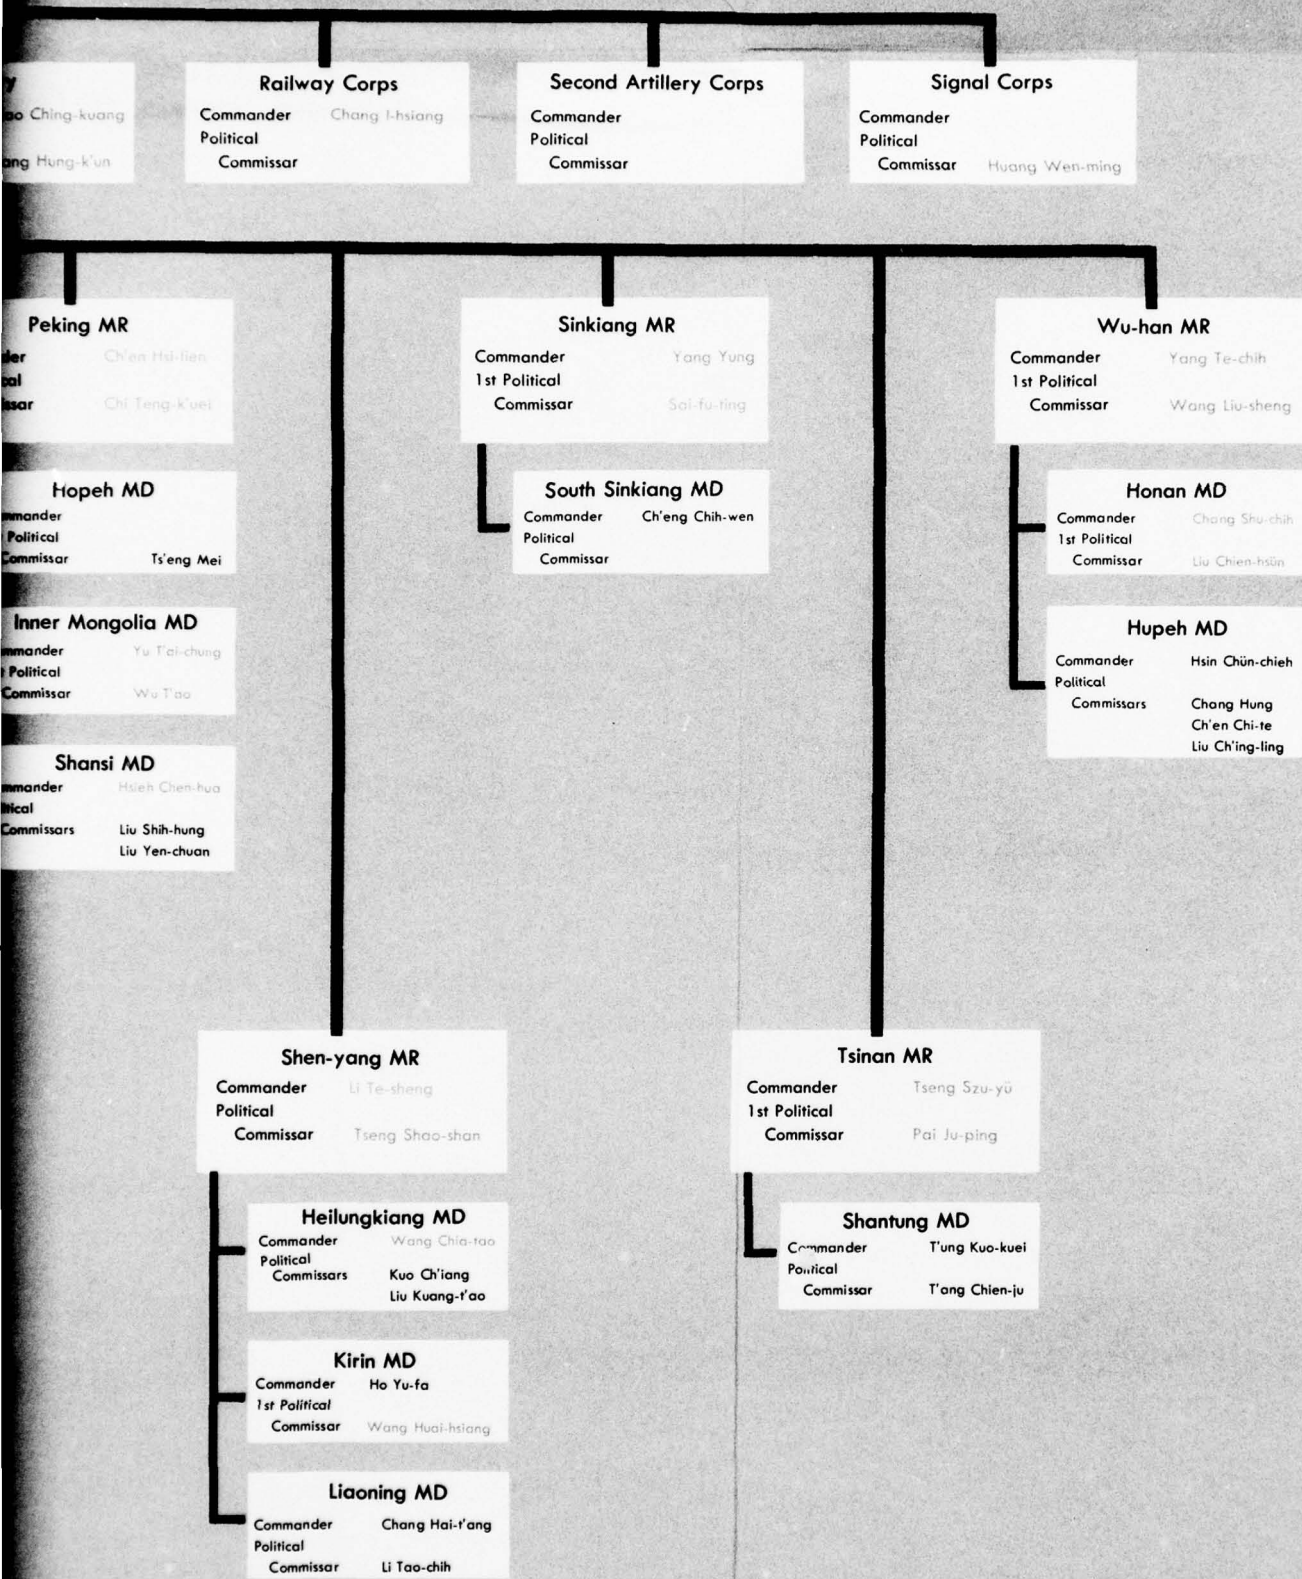 Railway Corps
Commander Chang I-hsiang
Political
Commissar
Second Artillery Corps
Commander
Political
Commissar
Signal Corps
Commander
Political
Commissar Huang Wen-ming
Ching-kuang
Hung-k'un
Peking MR
Ch'en Hsi-lien
Chi Teng-k'uei
Hopeh MD
Political
Commissar Ts'eng Mei
Inner Mongolia MD
Yu T'ai-chung
Political
Commissar Wu T'ao
Shansi MD
Hsieh Chen-hua
Commissars Liu Shih-hung
Liu Yen-chuan
Sinkiang MR
Commander Yang Yung
1st Political
Commissar Sai-fu-ting
South Sinkiang MD
Commander Ch'eng Chih-wen
Political
Commissar
Wu-han MR
Commander Yang Te-chih
1st Political
Commissar Wang Liu-sheng
Honan MD
Commander Chang Shu-chih
1st Political
Commissar Liu Chien-hsün
Hupeh MD
Commander Hsin Chün-chieh
Political
Commissars Chang Hung
Ch'en Chi-te
Liu Ch'ing-ling
Shen-yang MR
Commander Li Te-sheng
Political
Commissar Tseng Shao-shan
Heilungkiang MD
Commander Wang Chia-tao
Political
Commissars Kuo Ch'iang
Liu Kuang-t'ao
Kirin MD
Commander Ho Yu-fa
1st Political
Commissar Wang Huai-hsiang
Liaoning MD
Commander Chang Hai-t'ang
Political
Commissar Li Tao-chih
Tsinan MR
Commander Tseng Szu-yü
1st Political
Commissar Pai Ju-ping
Shantung MD
Commander T'ung Kuo-kuei
Political
Commissar T'ang Chien-ju